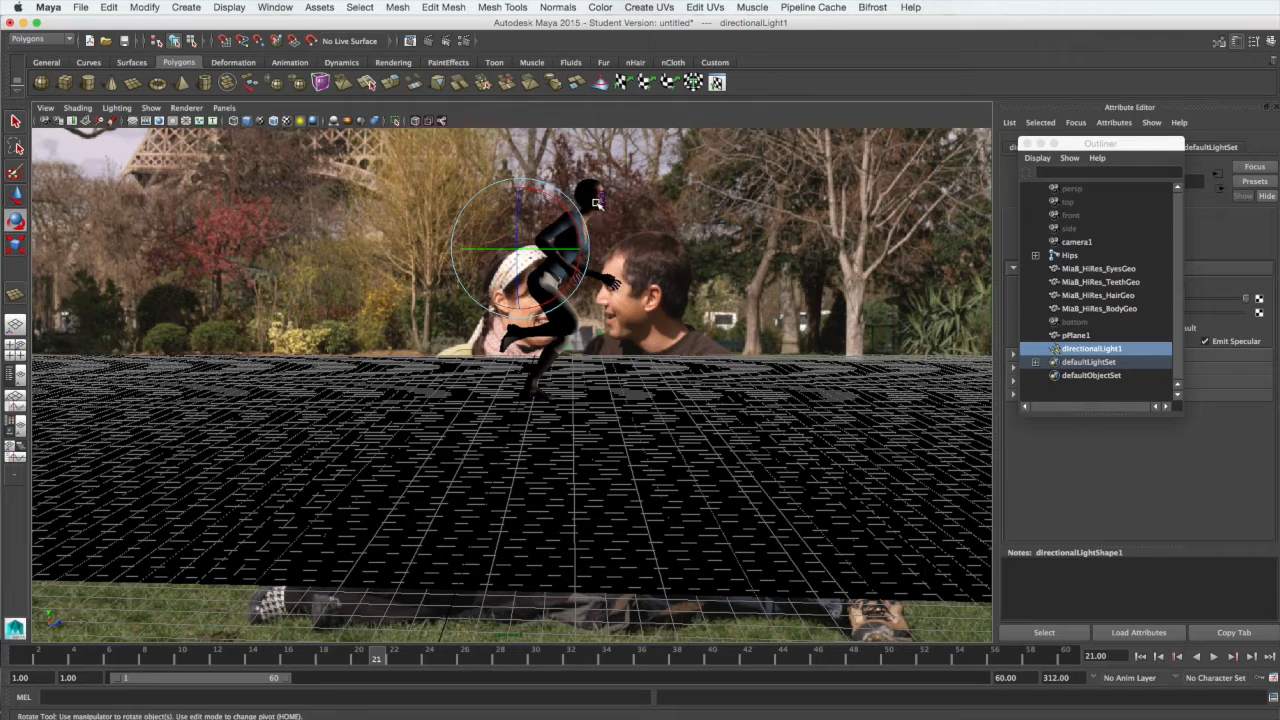 Maya File Edit Modify Create Display Window Assets Select Mesh Edit Mesh Mesh Tools Normals Color Create UVs Edit UVs Muscle Pipeline Cache Bifrost Help
Autodesk Maya 2015 - Student Version: untitled* --- directionalLight1
Polygons No Live Surface
General Curves Surfaces Polygons Deformation Animation Dynamics Rendering PaintEffects Toon Muscle Fluids Fur nHair nCloth Custom
View Shading Lighting Show Renderer Panels
Attribute Editor
List Selected Focus Attributes Show Help
Outliner
defaultLightSet
Display Show Help
Focus
Presets
Show Hide
persp
top
front
side
camera1
Hips
MiaB_HiRes_EyesGeo
MiaB_HiRes_TeethGeo
MiaB_HiRes_HairGeo
MiaB_HiRes_BodyGeo
bottom
pPlane1
directionalLight1
defaultLightSet
defaultObjectSet
Emit Specular
Notes: directionalLightShape1
Select Load Attributes Copy Tab
2 4 6 8 10 12 14 16 18 20 21 22 24 26 28 30 32 34 36 38 40 42 44 46 48 50 52 54 56 58 60 21.00
1.00 1.00 1 60 60.00 312.00 No Anim Layer No Character Set
MEL
Rotate Tool: Use manipulator to rotate object(s). Use edit mode to change pivot (HOME).